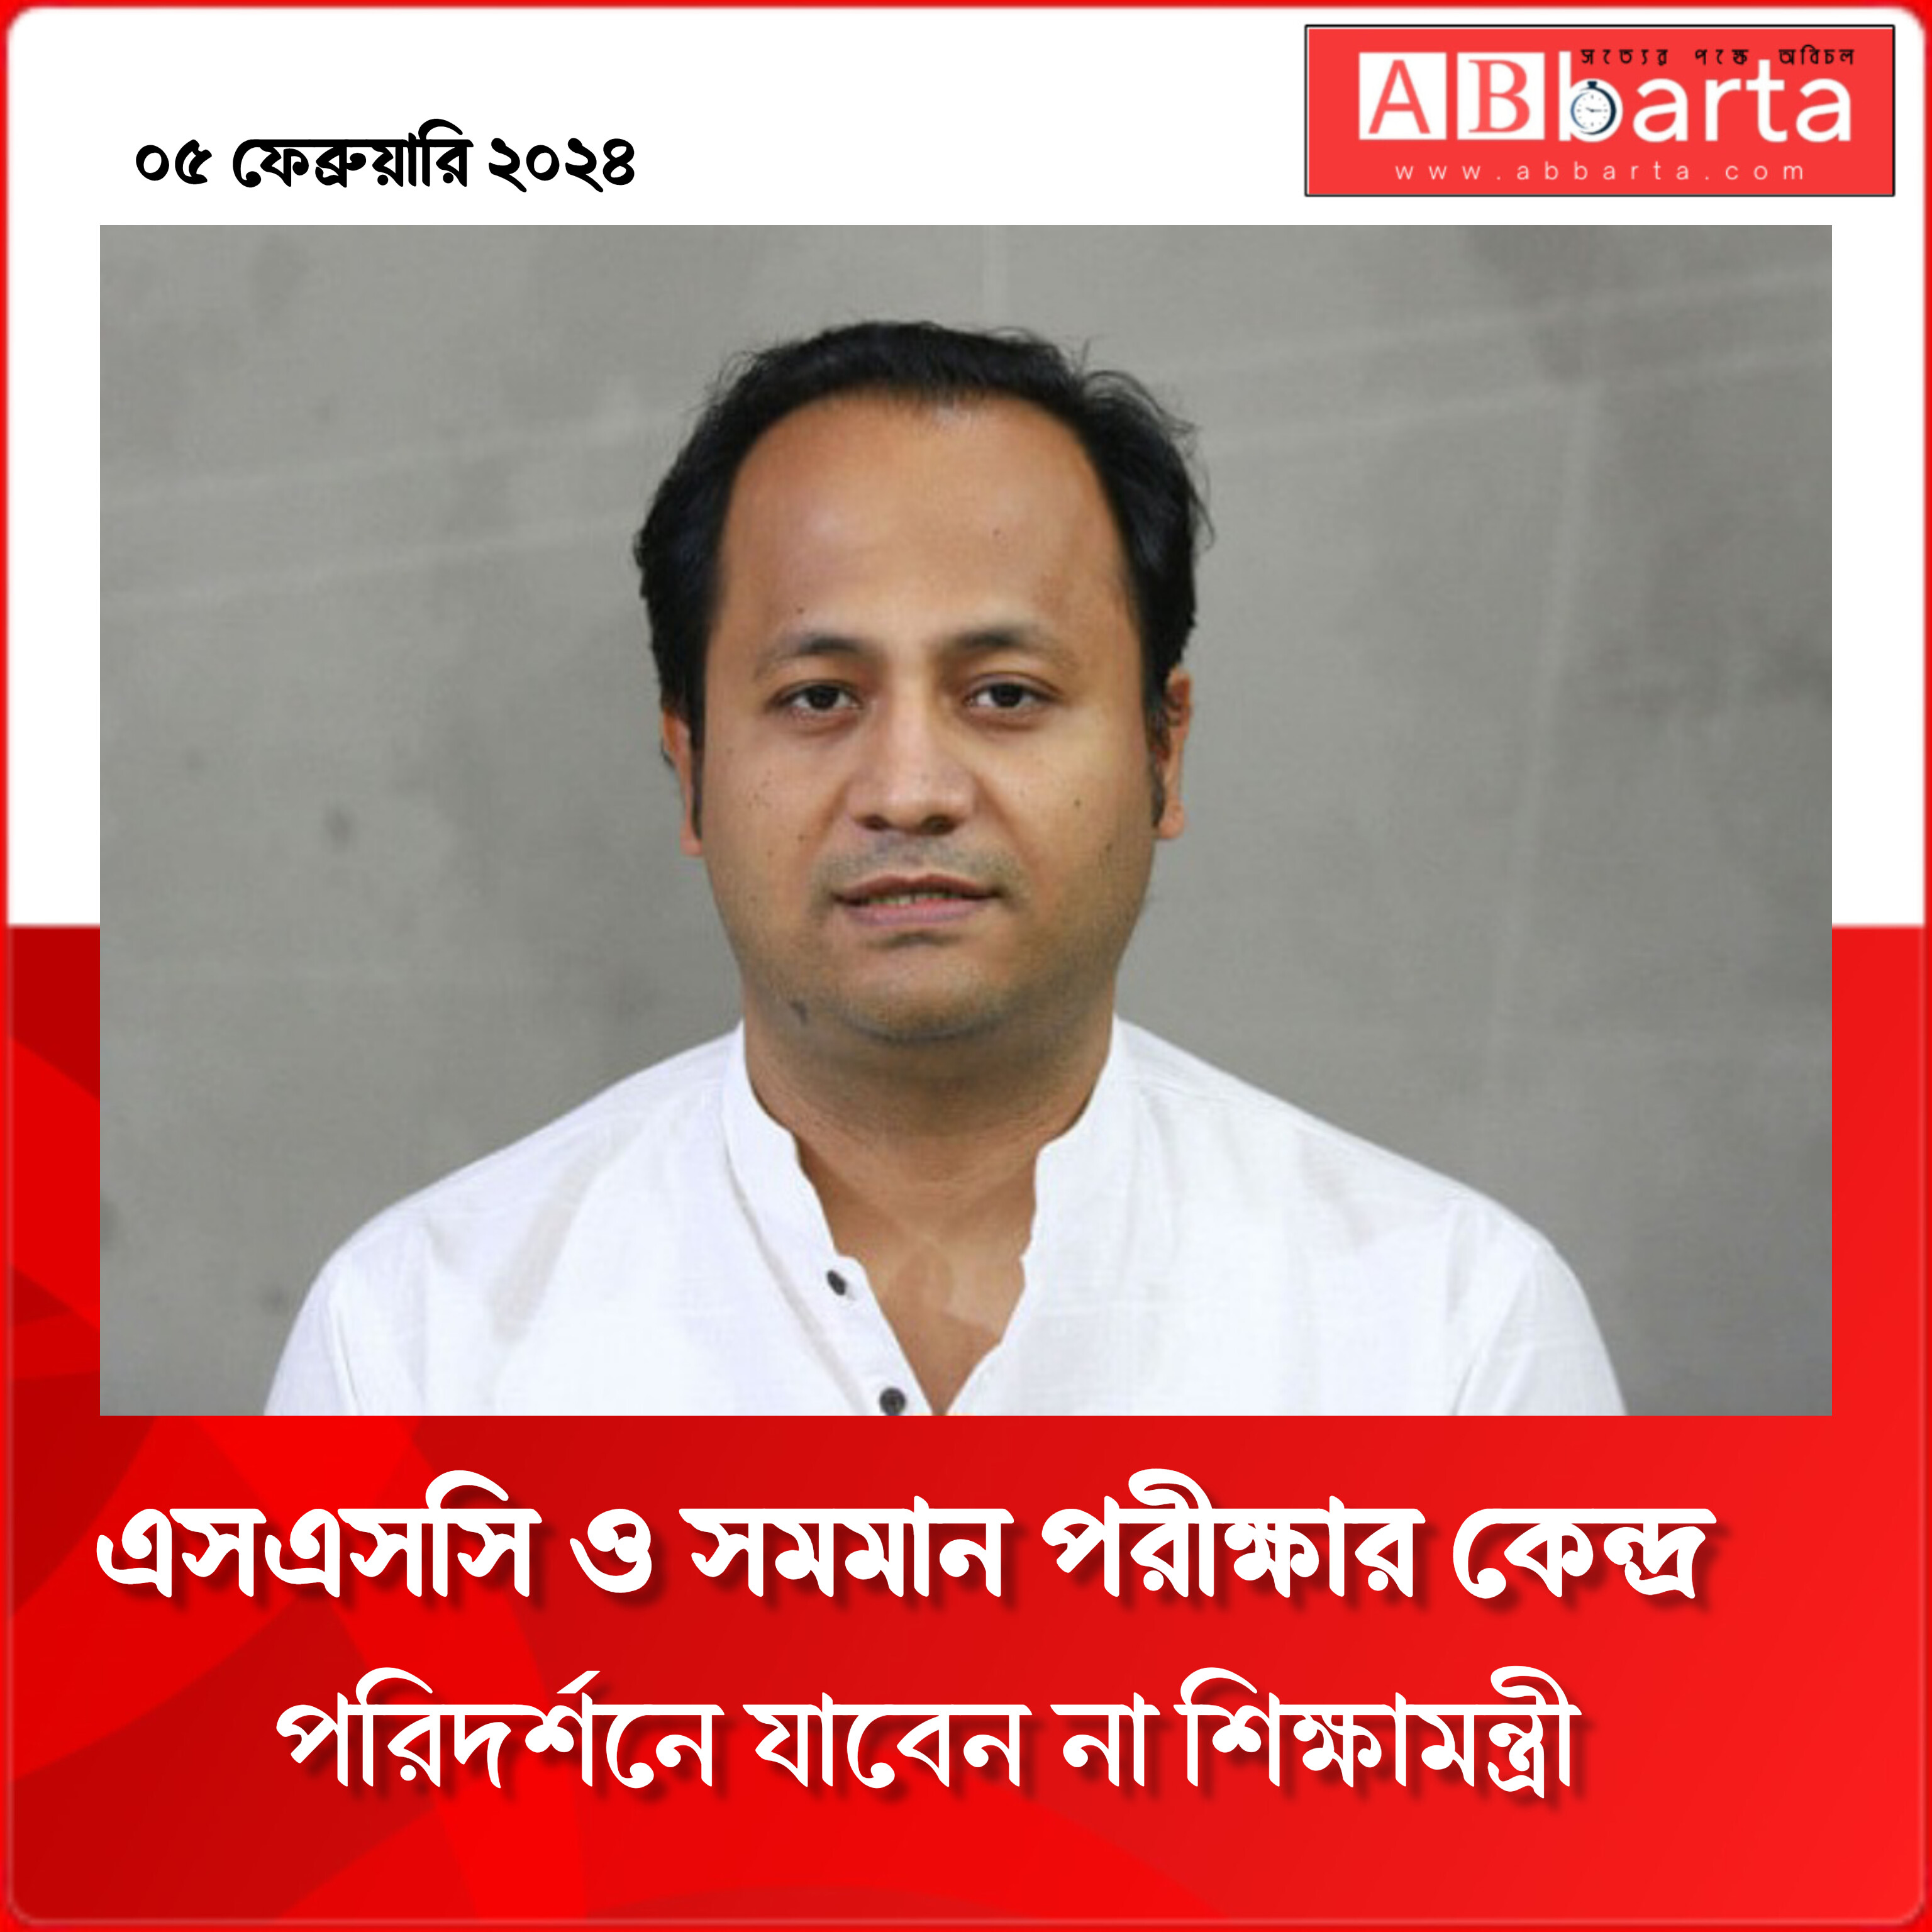 সত্যের পক্ষে অবিচল
ABbarta
www.abbarta.com
০৫ ফেব্রুয়ারি ২০২৪
এসএসসি ও সমমান পরীক্ষার কেন্দ্র
পরিদর্শনে যাবেন না শিক্ষামন্ত্রী